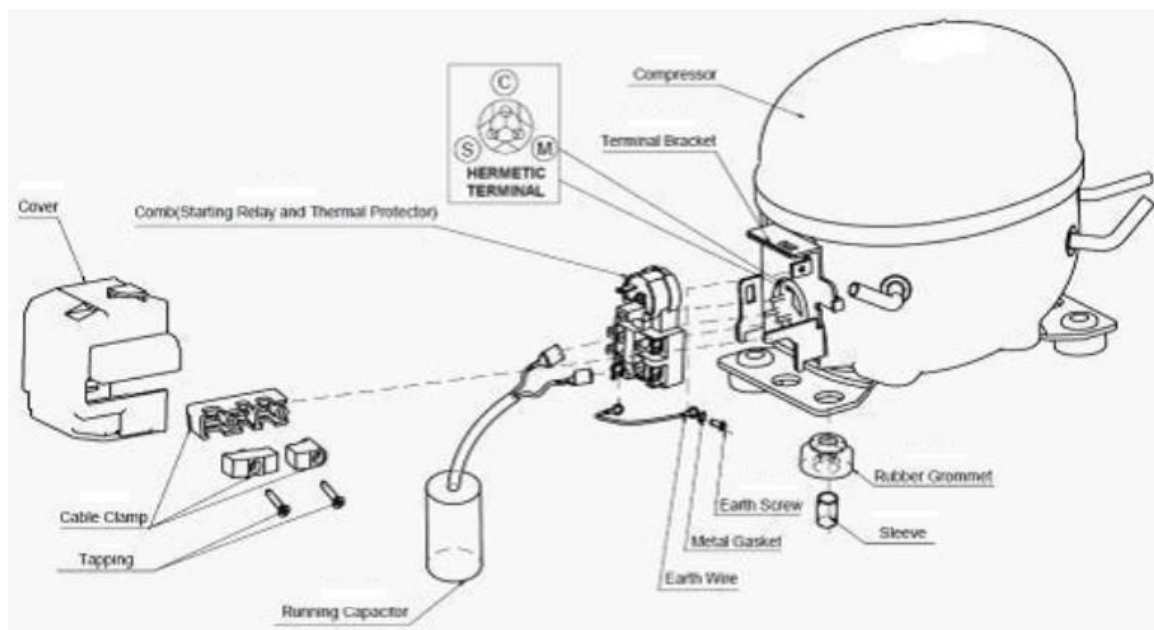 Compressor
C
Terminal Bracket
S
M
HERMETIC
TERMINAL
Cover
Comb(Starting Relay and Thermal Protector)
Rubber Grommet
Earth Screw
Cable Clamp
Sleeve
Metal Gasket
Tapping
Earth Wire
Running Capacitor